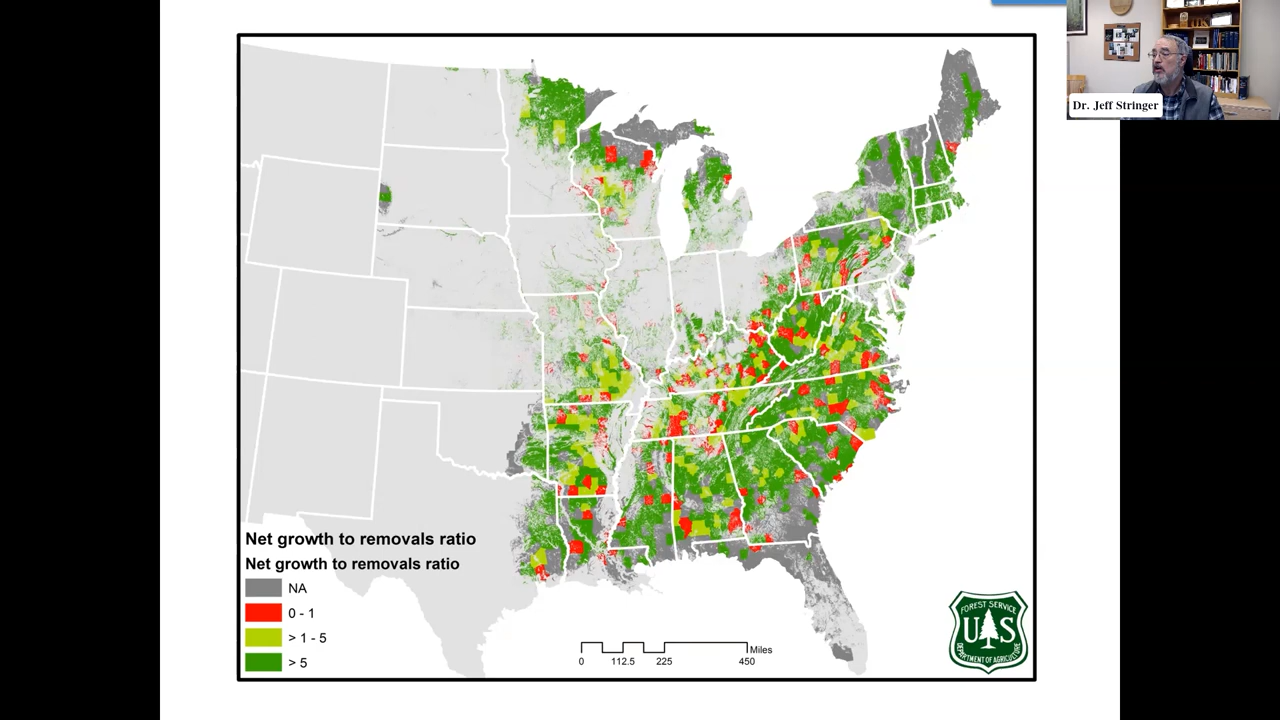 Dr. Jeff Stringer
Net growth to removals ratio
Net growth to removals ratio
NA
0 - 1
> 1 - 5
> 5
Miles
0 112.5 225 450
FOREST SERVICE
U S
DEPARTMENT OF AGRICULTURE